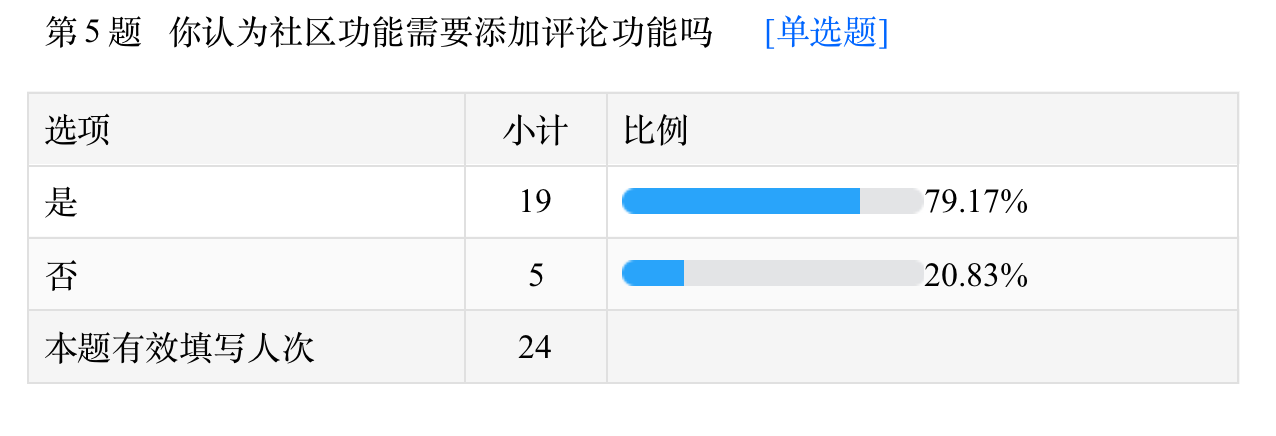 第 5 题 你认为社区功能需要添加评论功能吗 [单选题]
选项 小计 比例
是 19 79.17%
否 5 20.83%
本题有效填写人次 24